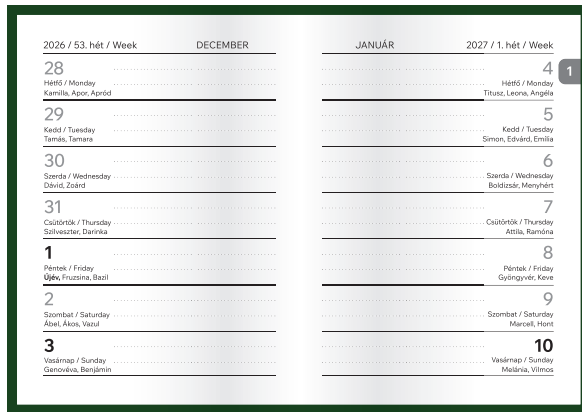 2026 / 53. hét / Week DECEMBER
28
Hétfő / Monday
Kamilla, Apor, Apród
29
Kedd / Tuesday
Tamás, Tamara
30
Szerda / Wednesday
Dávid, Zoárd
31
Csütörtök / Thursday
Szilveszter, Darinka
1
Péntek / Friday
Újév, Fruzsina, Bazil
2
Szombat / Saturday
Ábel, Ákos, Vazul
3
Vasárnap / Sunday
Genovéva, Benjámin
JANUÁR 2027 / 1. hét / Week
1
4
Hétfő / Monday
Titusz, Leona, Angéla
5
Kedd / Tuesday
Simon, Edvárd, Emília
6
Szerda / Wednesday
Boldizsár, Menyhért
7
Csütörtök / Thursday
Attila, Ramóna
8
Péntek / Friday
Gyöngyvér, Keve
9
Szombat / Saturday
Marcell, Hont
10
Vasárnap / Sunday
Melánia, Vilmos